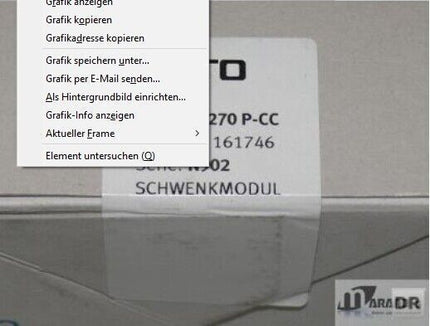 Grafik anzeigen
Grafik kopieren
Grafikadresse kopieren
Grafik speichern unter...
Grafik per E-Mail senden...
Als Hintergrundbild einrichten...
Grafik-Info anzeigen
Aktueller Frame
Element untersuchen (Q)
TO
270 P-CC
161746
Serie: N902
SCHWENKMODUL
MARADR